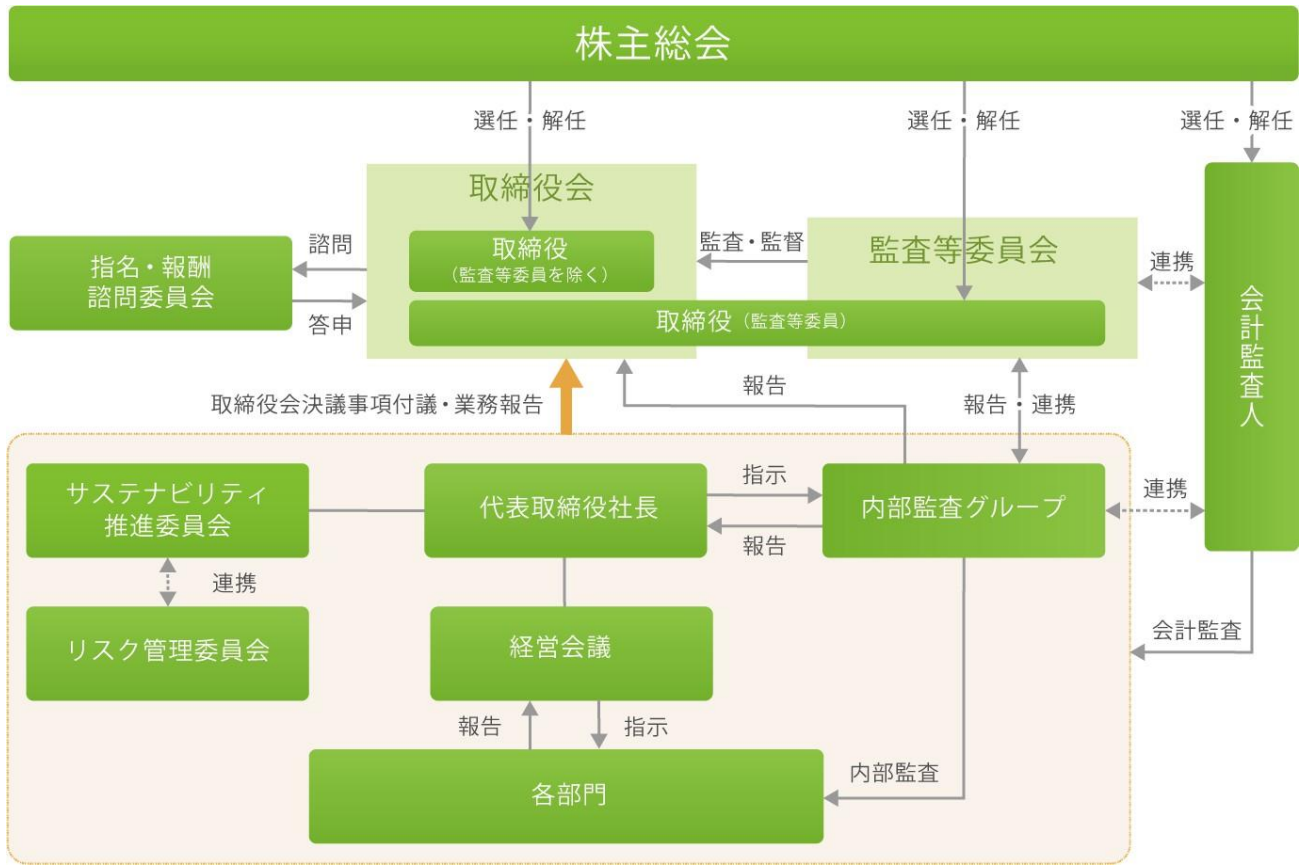 株主総会
選任・解任
選任・解任
選任・解任
取締役会
取締役
(監査等委員を除く)
監査・監督
監査等委員会
取締役(監査等委員)
諮問
指名・報酬
諮問委員会
答申
連携
会計監査人
取締役会決議事項付議・業務報告
報告
報告・連携
サステナビリティ
推進委員会
代表取締役社長
指示
報告
内部監査グループ
連携
連携
リスク管理委員会
経営会議
会計監査
報告
指示
各部門
内部監査